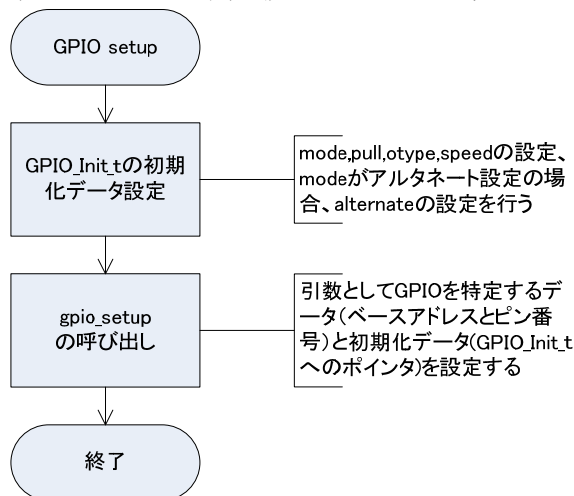 GPIO setup
GPIO_Init_tの初期
化データ設定
mode,pull,otype,speedの設定、
modeがアルタネート設定の場
合、alternateの設定を行う
gpio_setup
の呼び出し
引数としてGPIOを特定するデ
ータ(ベースアドレスとピン番
号)と初期化データ(GPIO_Init_t
へのポインタ)を設定する
終了